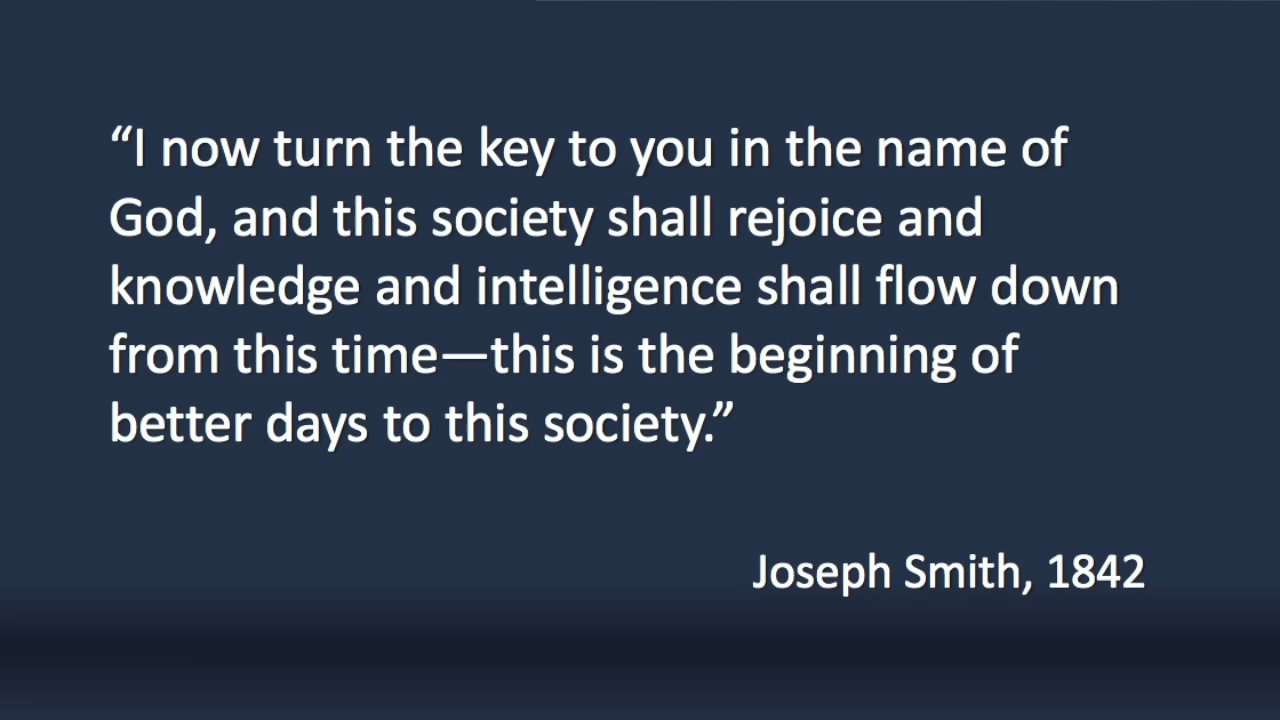 “I now turn the key to you in the name of
God, and this society shall rejoice and
knowledge and intelligence shall flow down
from this time—this is the beginning of
better days to this society.”
Joseph Smith, 1842